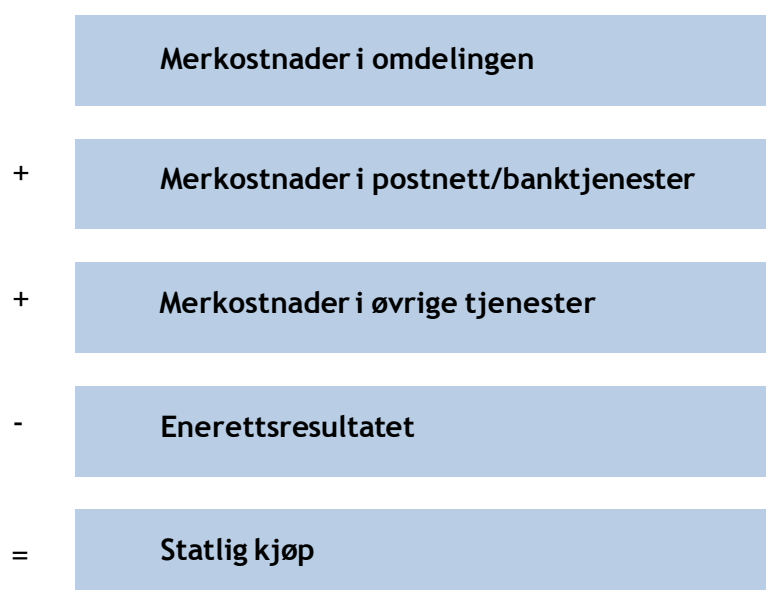 Merkostnader i omdelingen
+ Merkostnader i postnett/banktjenester
+ Merkostnader i øvrige tjenester
- Enerettsresultatet
= Statlig kjøp